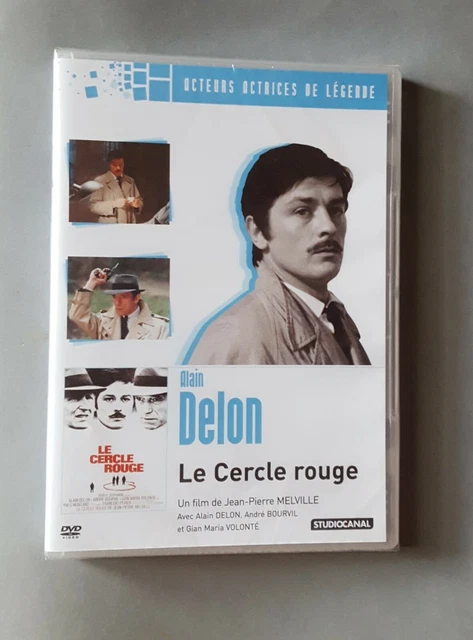 ACTEURS ACTRICES DE LÉGENDE
Alain
Delon
Le Cercle rouge
Un film de Jean-Pierre MELVILLE
Avec Alain DELON, André BOURVIL
et Gian Maria VOLONTÉ
STUDIOCANAL
LE
CERCLE
ROUGE
DVD
VIDEO